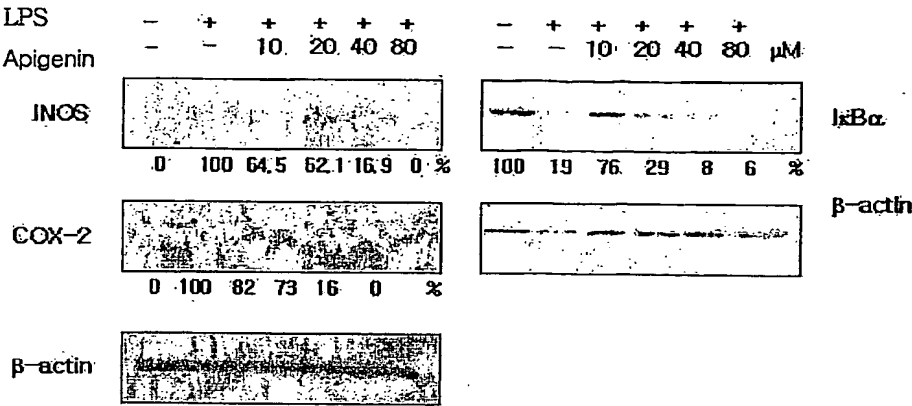 LPS - + + + + + - + + + + +
Apigenin - - 10 20 40 80 - - 10 20 40 80 μM
INOS
IκBα
0 100 64.5 62.1 16.9 0 %
100 19 76 29 8 6 %
β-actin
COX-2
0 100 82 73 16 0 %
β-actin